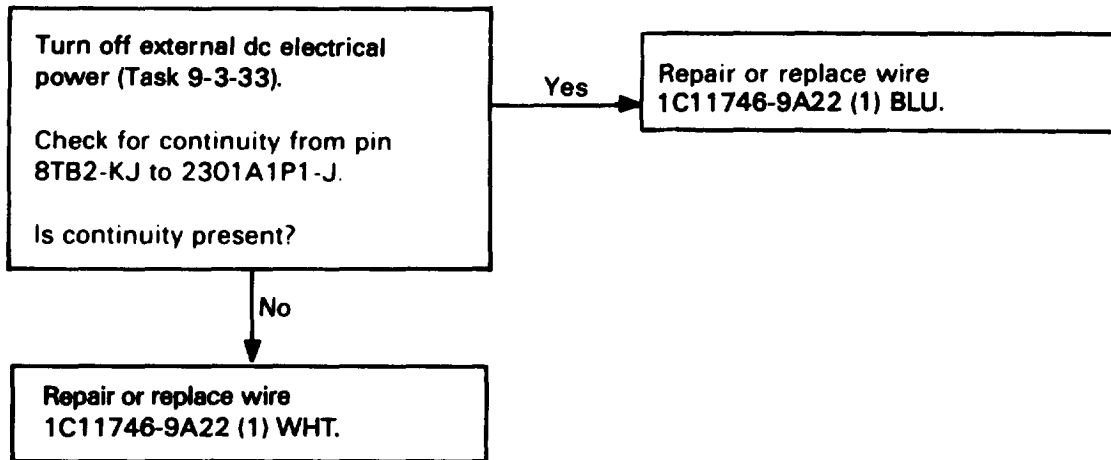 Turn off external dc electrical
power (Task 9-3-33).
Check for continuity from pin
8TB2-KJ to 2301A1P1-J.
Is continuity present?
Yes
Repair or replace wire
1C11746-9A22 (1) BLU.
No
Repair or replace wire
1C11746-9A22 (1) WHT.